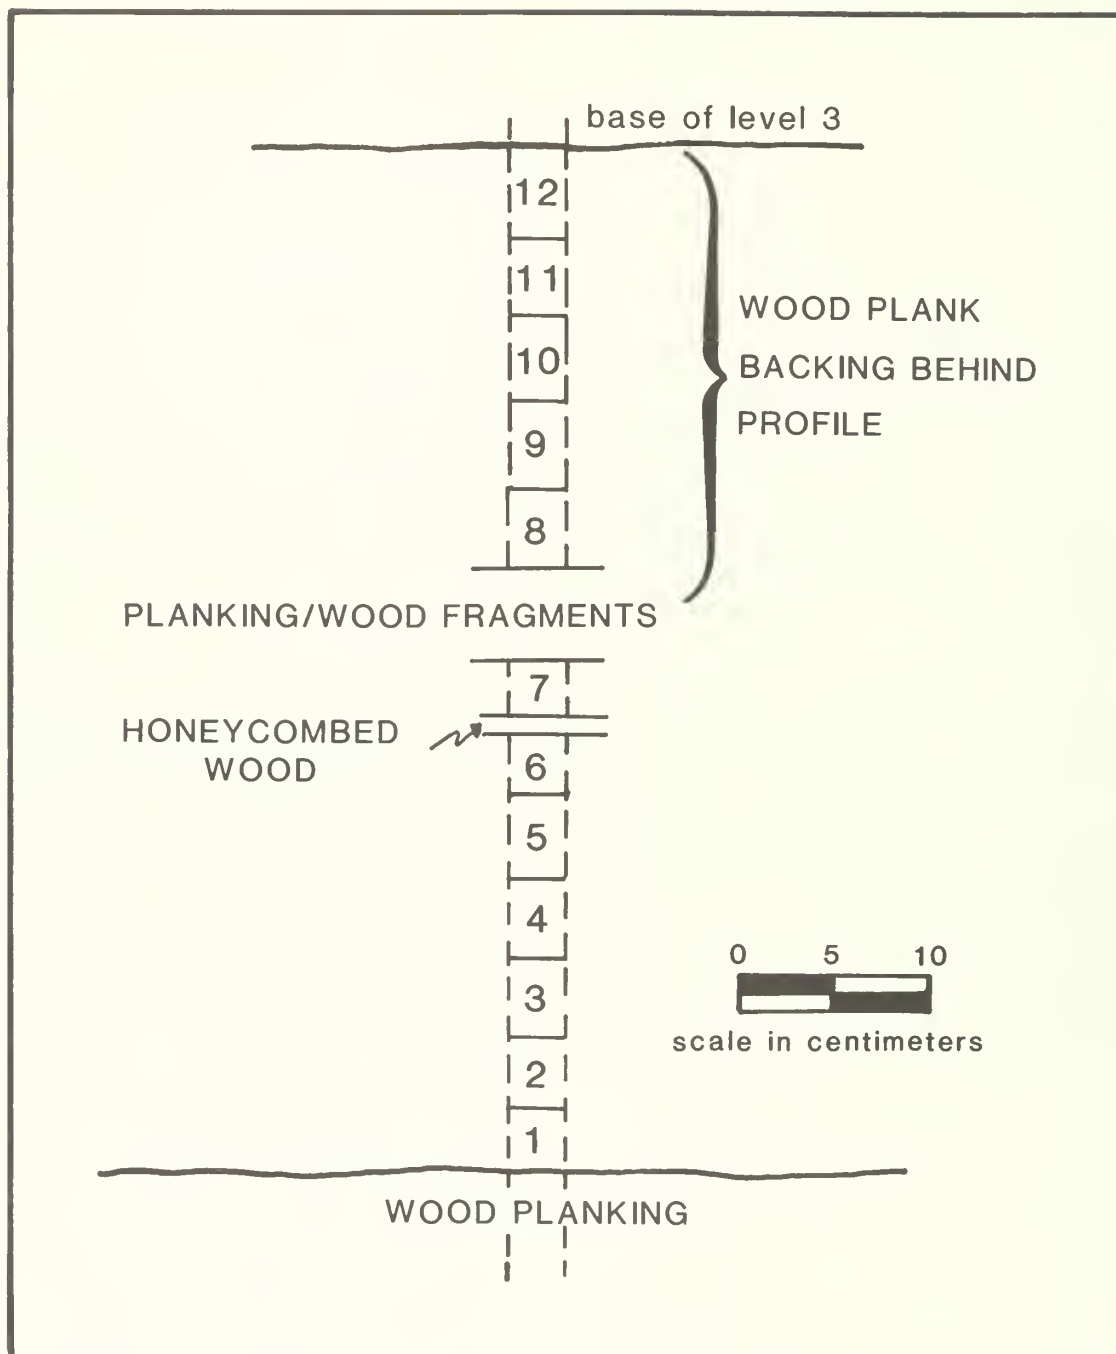 base of level 3
12
11
10
9
8
WOOD PLANK
BACKING BEHIND
PROFILE
PLANKING/WOOD FRAGMENTS
7
HONEYCOMBED
WOOD
6
5
4
3
2
1
0 5 10
scale in centimeters
WOOD PLANKING